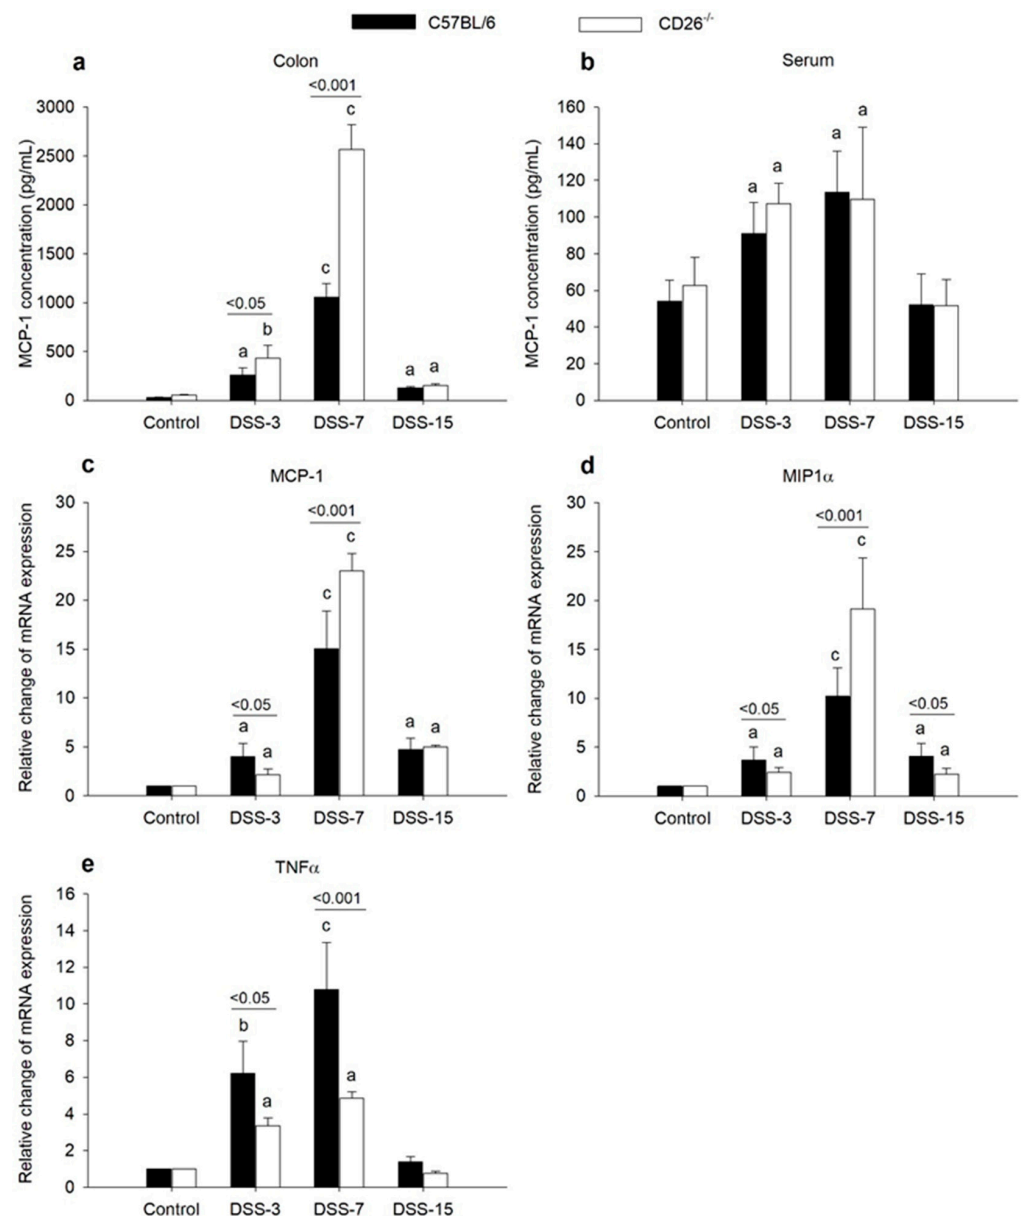 C57BL/6 CD26-/-
a Colon
<0.001
c
c
<0.05
b
a
a a
MCP-1 concentration (pg/mL)
3000
2500
2000
1500
1000
500
0
Control DSS-3 DSS-7 DSS-15
b Serum
a a
a a
MCP-1 concentration (pg/mL)
160
140
120
100
80
60
40
20
0
Control DSS-3 DSS-7 DSS-15
c MCP-1
<0.001
c
c
<0.05
a a
a a
Relative change of mRNA expression
30
25
20
15
10
5
0
Control DSS-3 DSS-7 DSS-15
d MIP1α
<0.001
c
c
<0.05
a a
<0.05
a a
Relative change of mRNA expression
30
25
20
15
10
5
0
Control DSS-3 DSS-7 DSS-15
e TNFα
<0.001
c
a
<0.05
b
a
Relative change of mRNA expression
16
14
12
10
8
6
4
2
0
Control DSS-3 DSS-7 DSS-15